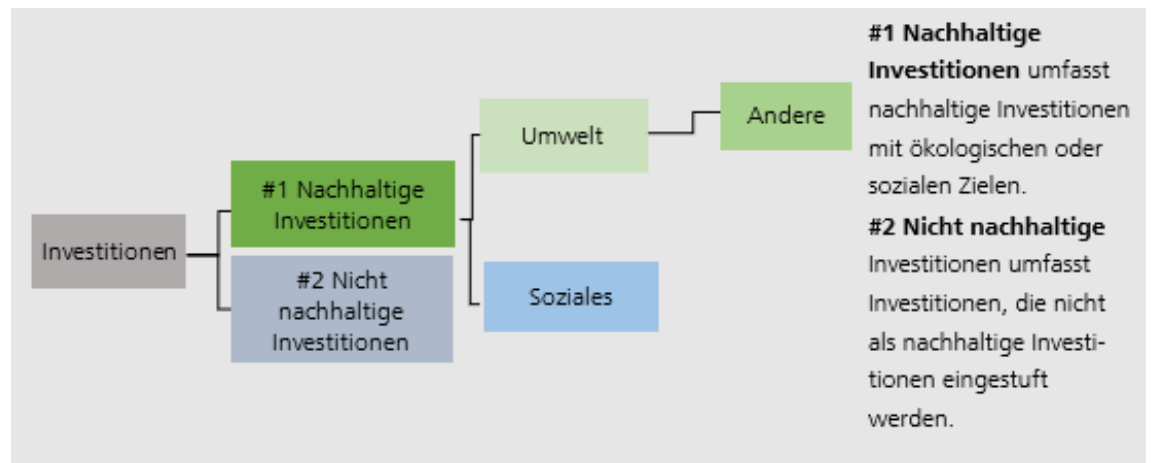 Investitionen
#1 Nachhaltige
Investitionen
#2 Nicht
nachhaltige
Investitionen
Umwelt
Soziales
Andere
#1 Nachhaltige
Investitionen umfasst
nachhaltige Investitionen
mit ökologischen oder
sozialen Zielen.
#2 Nicht nachhaltige
Investitionen umfasst
Investitionen, die nicht
als nachhaltige Investi-
tionen eingestuft
werden.